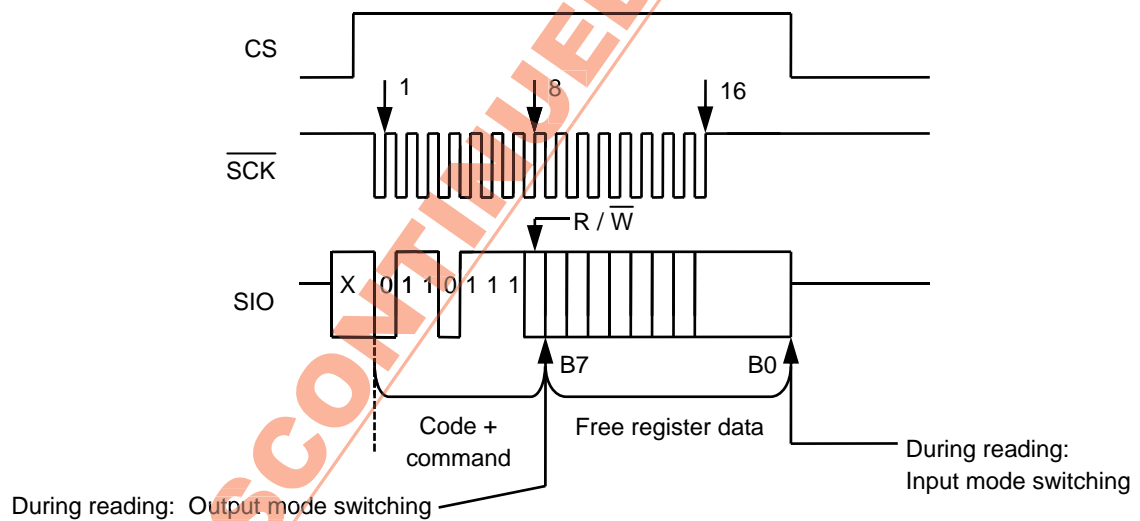 CS
1
8
16
SCK
R / W
SIO
X
0 1 1 0 1 1 1
B7
B0
Code +
command
Free register data
During reading:
Input mode switching
During reading: Output mode switching
SCONTINUED